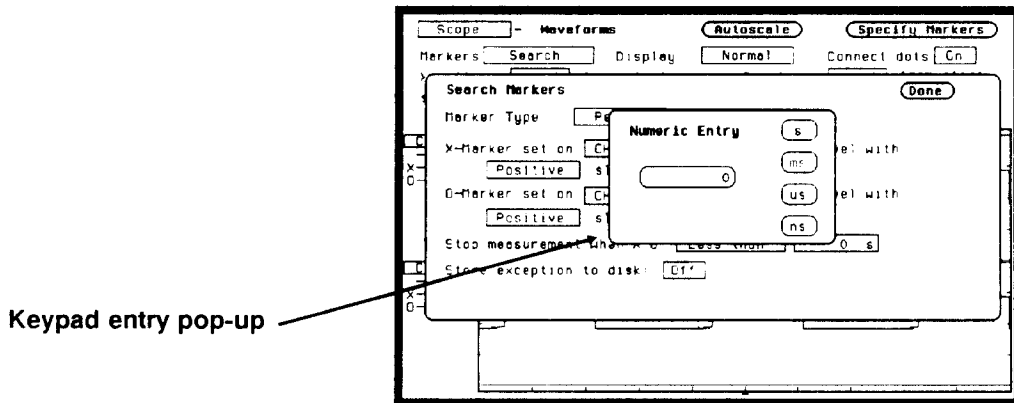 Scope - Waveforms Autoscale Specify Markers
Markers Search Display Normal Connect dots On
Search Markers Done
Marker Type
Numeric Entry s
X-Marker set on with
ms
Positive
0
O-Marker set on us with
Positive
ns
Stop measurement when X-O Less than 0 s
Store exception to disk: Off
Keypad entry pop-up